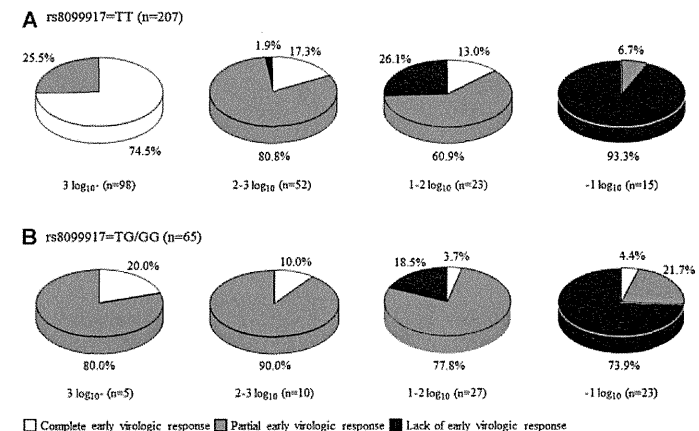 A rs8099917=TT (n=207)
25.5% 1.9% 17.3% 26.1% 13.0% 6.7%
74.5% 80.8% 60.9% 93.3%
3 log10- (n=98) 2-3 log10 (n=52) 1-2 log10 (n=23) -1 log10 (n=15)
B rs8099917=TG/GG (n=65)
20.0% 10.0% 18.5% 3.7% 4.4% 21.7%
80.0% 90.0% 77.8% 73.9%
3 log10- (n=5) 2-3 log10 (n=10) 1-2 log10 (n=27) -1 log10 (n=23)
Complete early virologic response Partial early virologic response Lack of early virologic response